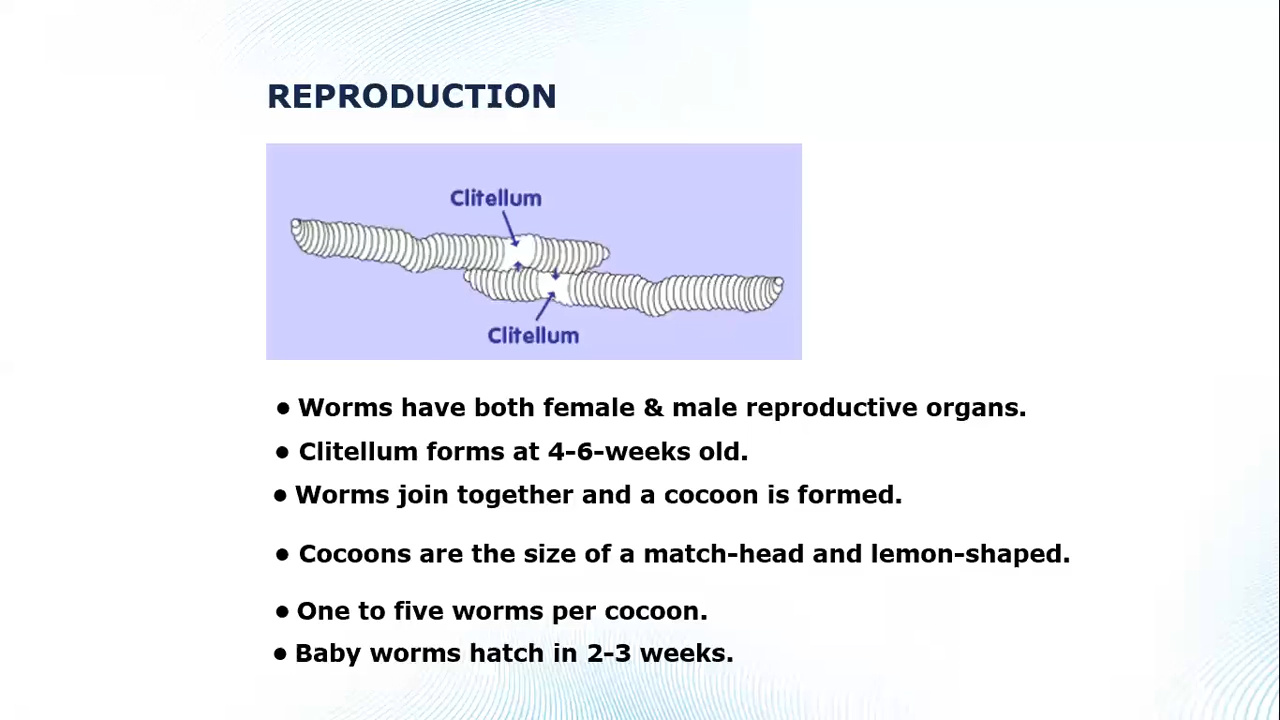 REPRODUCTION
Clitellum
Clitellum
● Worms have both female & male reproductive organs.
● Clitellum forms at 4-6-weeks old.
● Worms join together and a cocoon is formed.
● Cocoons are the size of a match-head and lemon-shaped.
● One to five worms per cocoon.
● Baby worms hatch in 2-3 weeks.